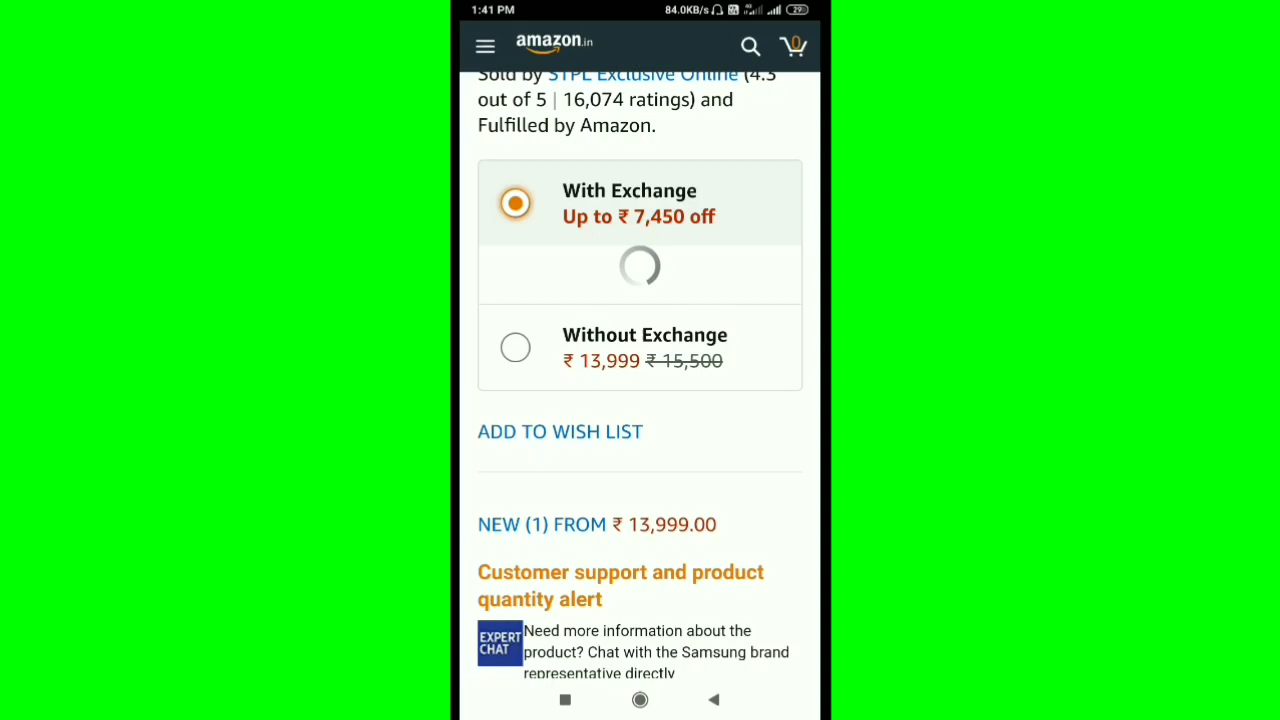 1:41 PM 84.0KB/s 29
amazon.in 0
Sold by STPL Exclusive Online (4.3
out of 5 | 16,074 ratings) and
Fulfilled by Amazon.
With Exchange
Up to ₹ 7,450 off
Without Exchange
₹ 13,999 ₹ 15,500
ADD TO WISH LIST
NEW (1) FROM ₹ 13,999.00
Customer support and product
quantity alert
EXPERT
CHAT
Need more information about the
product? Chat with the Samsung brand
representative directly